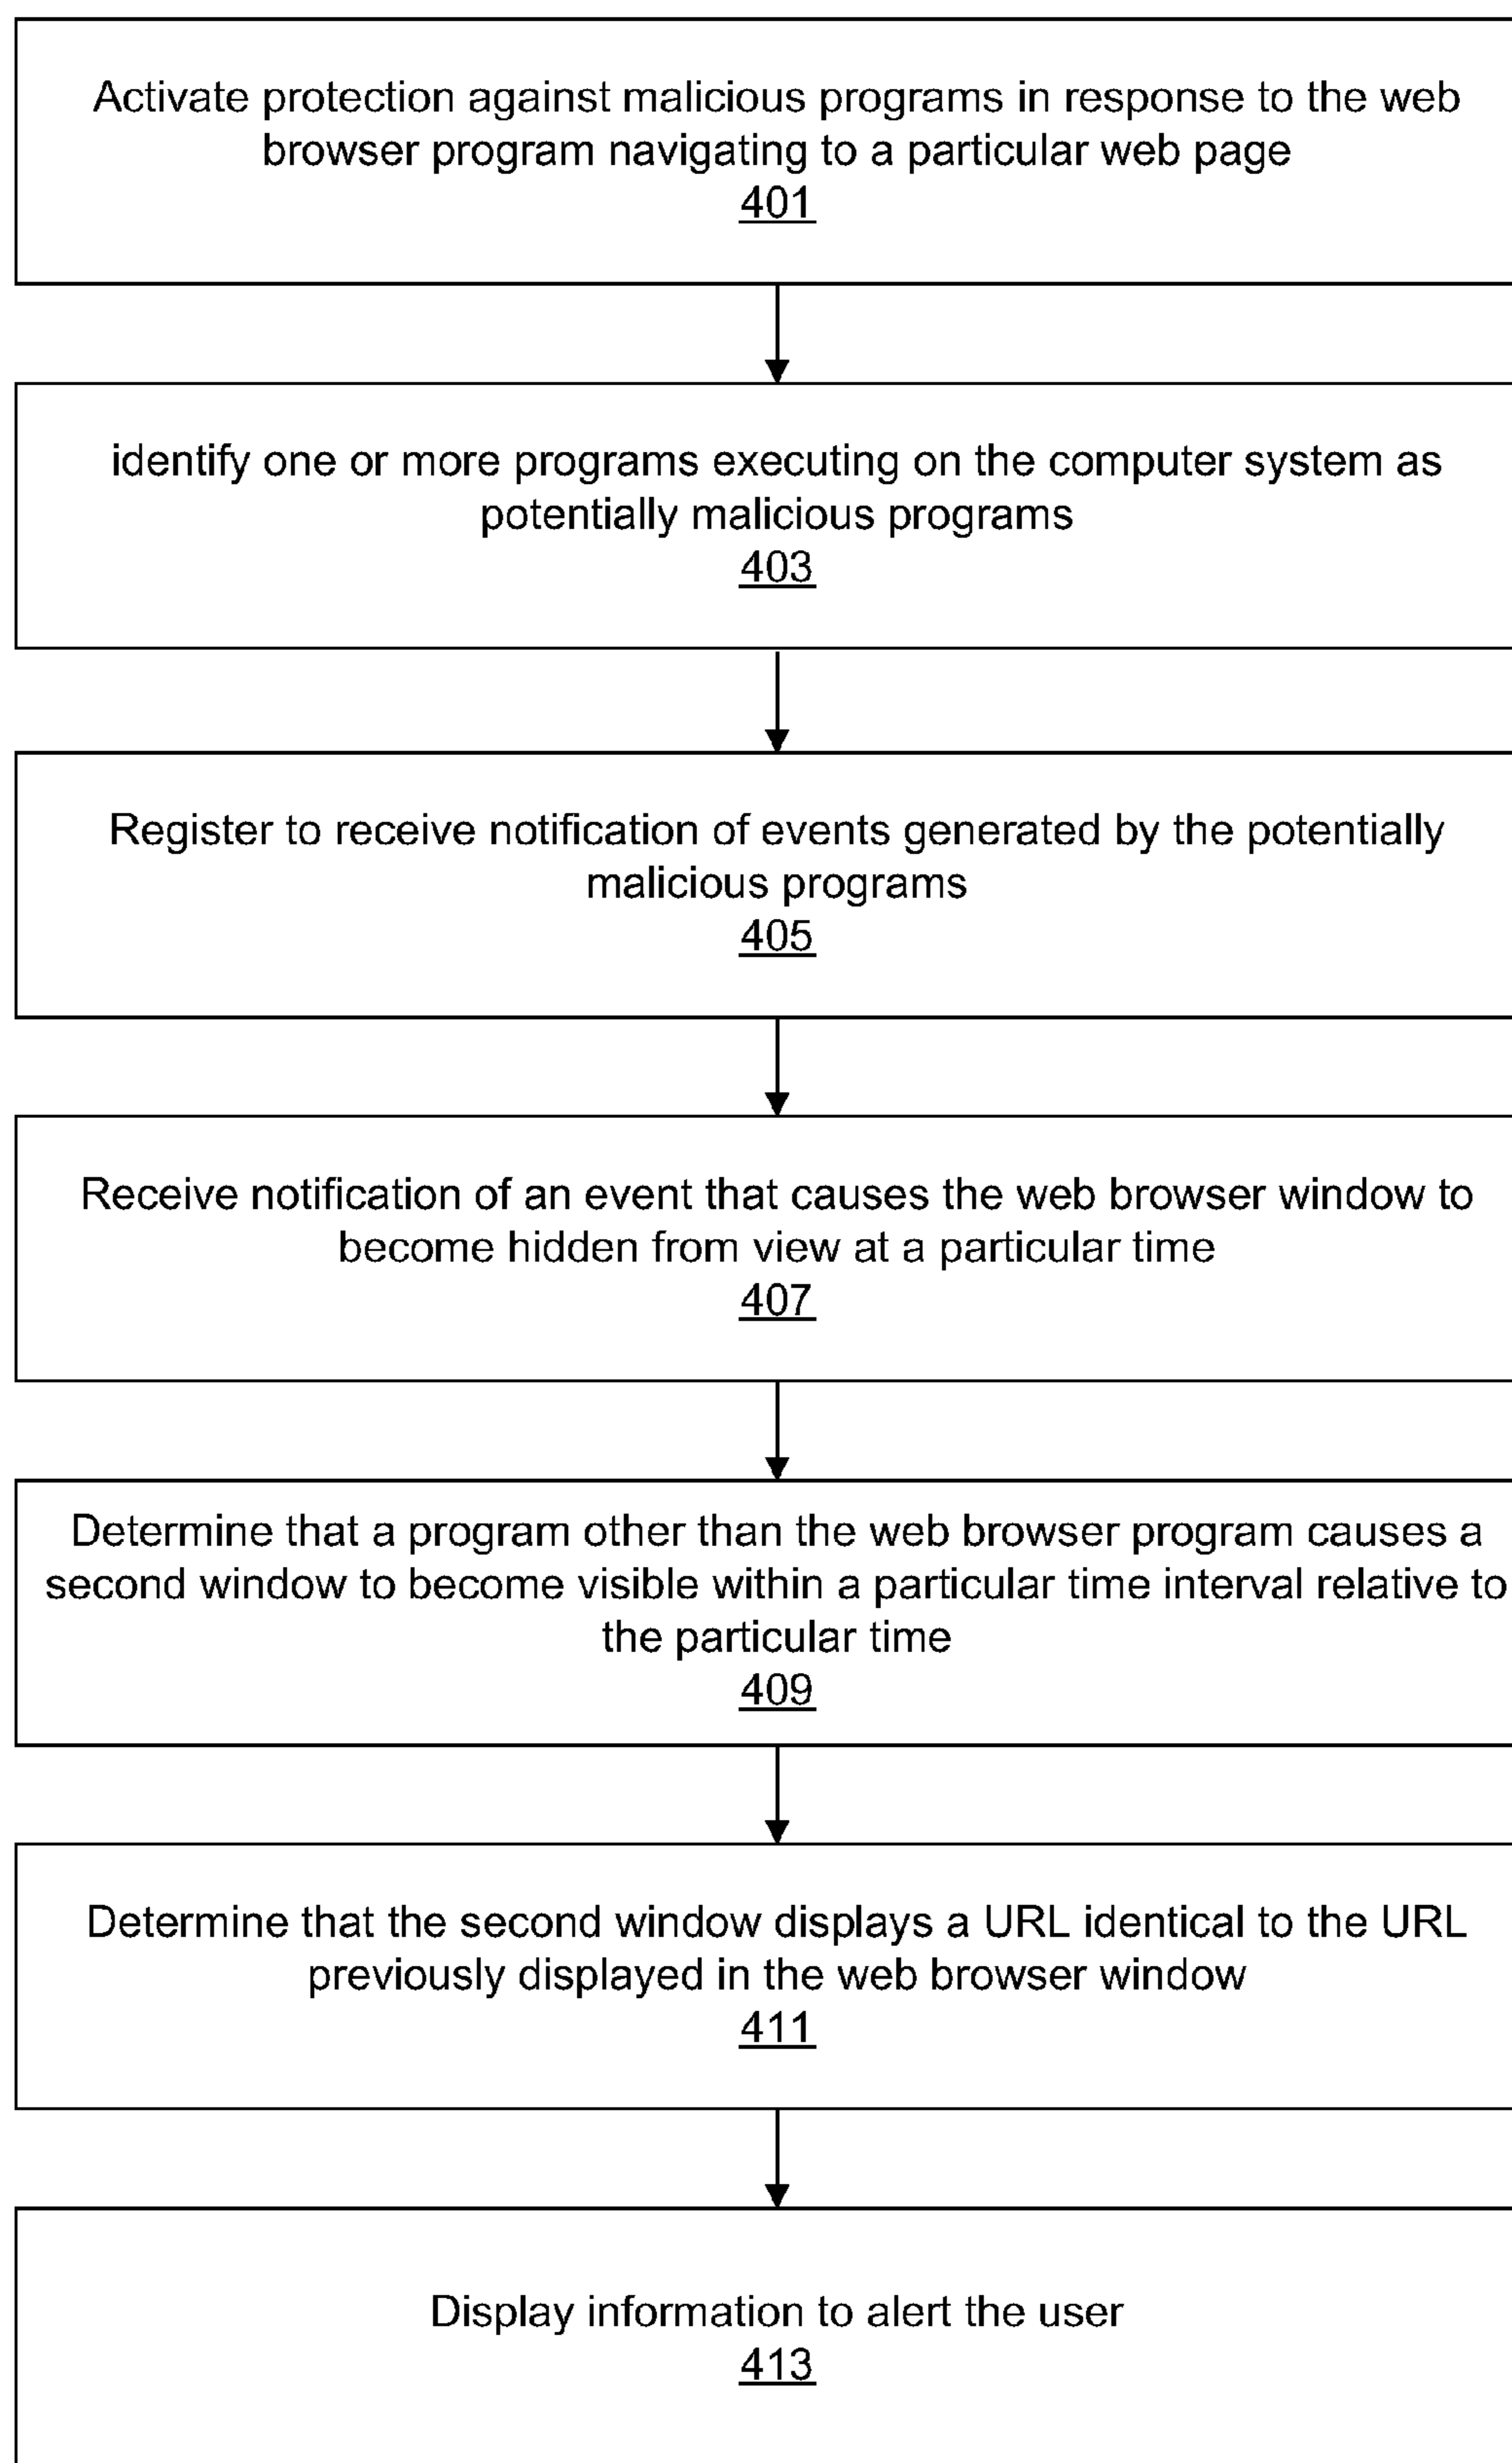 Activate protection against malicious programs in response to the web
browser program navigating to a particular web page
401
identify one or more programs executing on the computer system as
potentially malicious programs
403
Register to receive notification of events generated by the potentially
malicious programs
405
Receive notification of an event that causes the web browser window to
become hidden from view at a particular time
407
Determine that a program other than the web browser program causes a
second window to become visible within a particular time interval relative to
the particular time
409
Determine that the second window displays a URL identical to the URL
previously displayed in the web browser window
411
Display information to alert the user
413